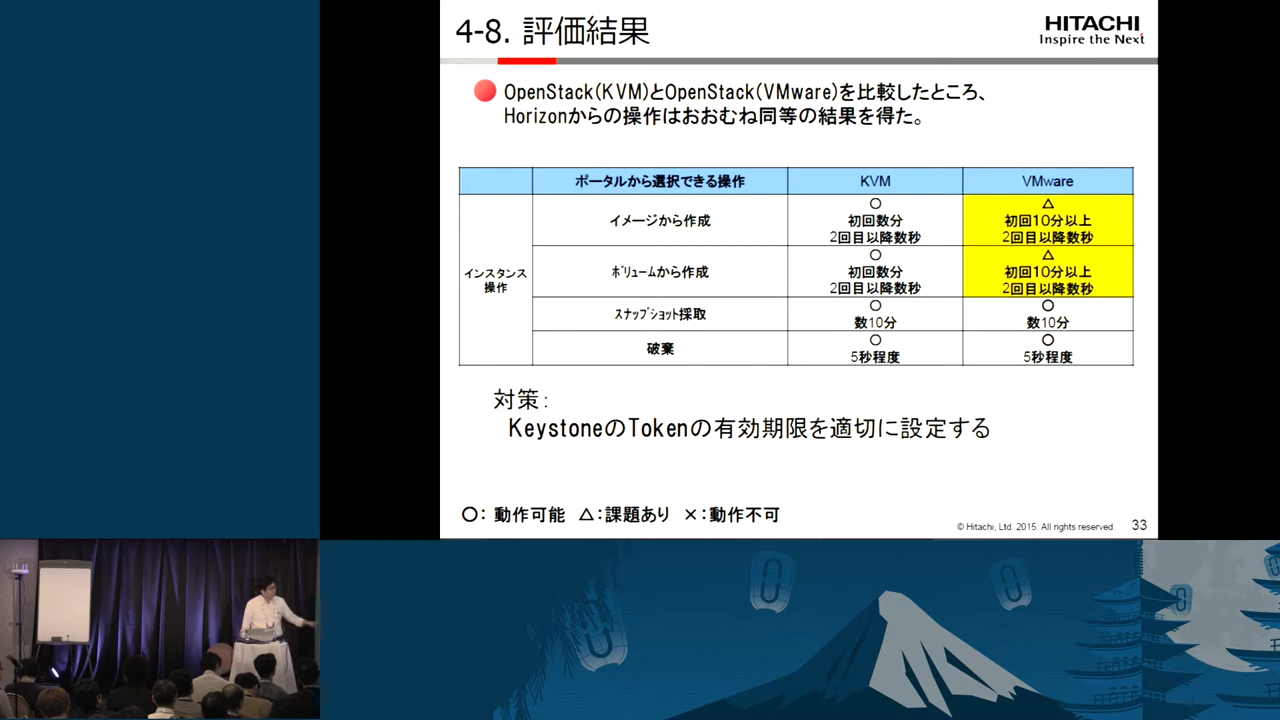 4-8. 評価結果
HITACHI
Inspire the Next
OpenStack(KVM)とOpenStack(VMware)を比較したところ、
Horizonからの操作はおおむね同等の結果を得た。
ポータルから選択できる操作 KVM VMware
インスタンス
操作
イメージから作成
○
初回数分
2回目以降数秒
△
初回10分以上
2回目以降数秒
ﾎﾞﾘｭームから作成
○
初回数分
2回目以降数秒
△
初回10分以上
2回目以降数秒
ｽﾅｯﾌﾟｼｮｯﾄ採取
○
数10分
○
数10分
破棄
○
5秒程度
○
5秒程度
対策:
KeystoneのTokenの有効期限を適切に設定する
○: 動作可能 △:課題あり ×:動作不可
© Hitachi, Ltd. 2015. All rights reserved. 33